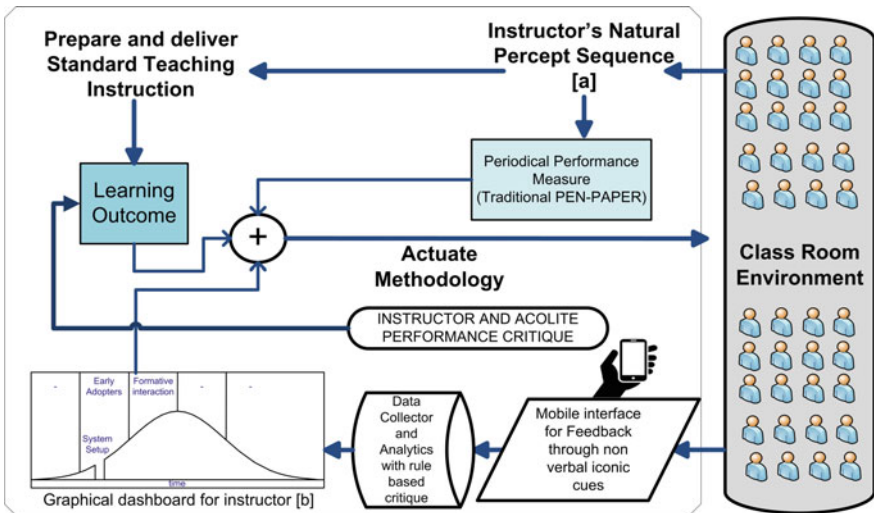 Prepare and deliver
Standard Teaching
Instruction
Instructor's Natural
Percept Sequence
[a]
Learning
Outcome
Periodical Performance
Measure
(Traditional PEN-PAPER)
+
Actuate
Methodology
Class Room
Environment
INSTRUCTOR AND ACOLITE
PERFORMANCE CRITIQUE
- Early
Adopters
Formative
interaction
- -
System
Setup
time
Graphical dashboard for instructor [b]
Data
Collector
and
Analytics
with rule
based
critique
Mobile interface
for Feedback
through non
verbal iconic
cues